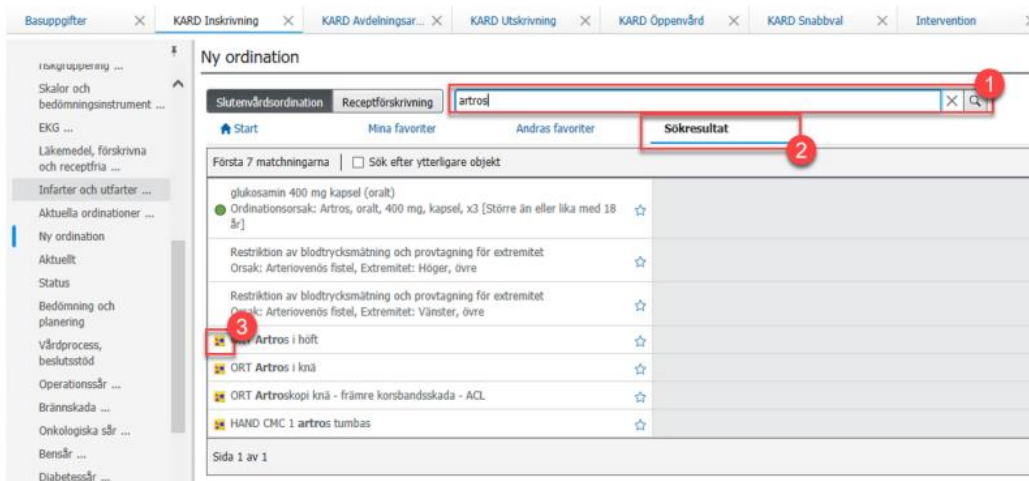 Basuppgifter
KARD Inskrivning
KARD Avdelningsar...
KARD Utskrivning
KARD Öppenvård
KARD Snabbval
Intervention
riskgruppering ...
Skalor och
bedömningsinstrument ...
EKG ...
Läkemedel, förskrivna
och receptfria ...
Infarter och utfarter ...
Aktuella ordinationer ...
Ny ordination
Aktuellt
Status
Bedömning och
planering
Vårdprocess,
beslutsstöd
Operationssår ...
Brännskada ...
Onkologiska sår ...
Bensår ...
Diabetessår ...
Ny ordination
Slutenvårdsordination
Receptförskrivning
artros
1
Start
Mina favoriter
Andras favoriter
Sökresultat
2
Första 7 matchningarna
Sök efter ytterligare objekt
glukosamin 400 mg kapsel (oralt)
Ordinationsorsak: Artros, oralt, 400 mg, kapsel, x3 [Större än eller lika med 18
år]
Restriktion av blodtrycksmätning och provtagning för extremitet
Orsak: Arteriovenös fistel, Extremitet: Höger, övre
Restriktion av blodtrycksmätning och provtagning för extremitet
Orsak: Arteriovenös fistel, Extremitet: Vänster, övre
3
Artros i höft
ORT Artros i knä
ORT Artroskopi knä - främre korsbandsskada - ACL
HAND CMC 1 artros tumbas
Sida 1 av 1